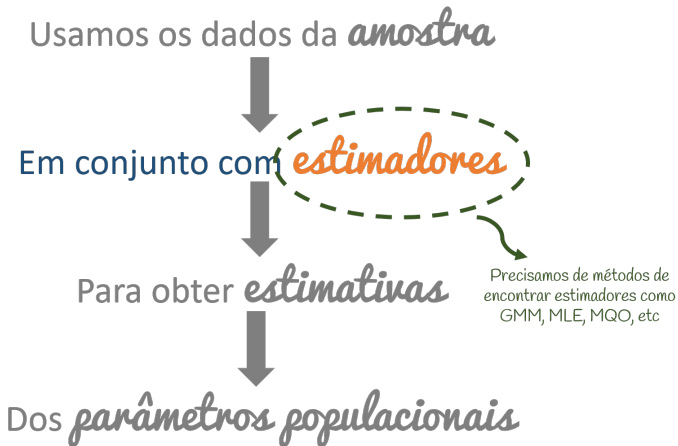 Usamos os dados da amostra
Em conjunto com estimadores
Para obter estimativas
Precisamos de métodos de
encontrar estimadores como
GMM, MLE, MQO, etc
Dos parâmetros populacionais